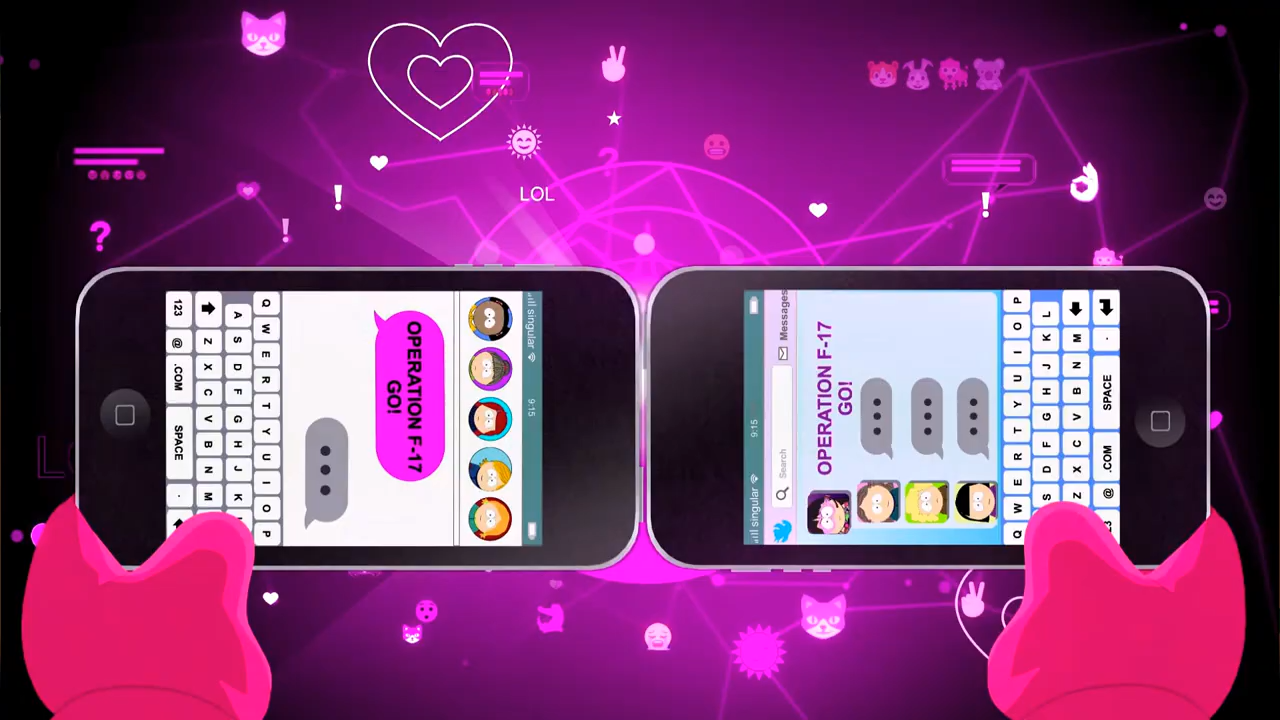 LOL
OPERATION F-17
GO!
singular
9:15
123
@
.COM
SPACE
.
Z
X
C
V
B
N
M
A
S
D
F
G
H
J
K
Q
W
E
R
T
Y
U
I
O
P
singular
9:15
Search
Messages
OPERATION F-17
GO!
Q
W
E
R
T
Y
U
I
O
P
S
D
F
G
H
J
K
L
Z
X
C
V
B
N
M
@
.COM
SPACE
.